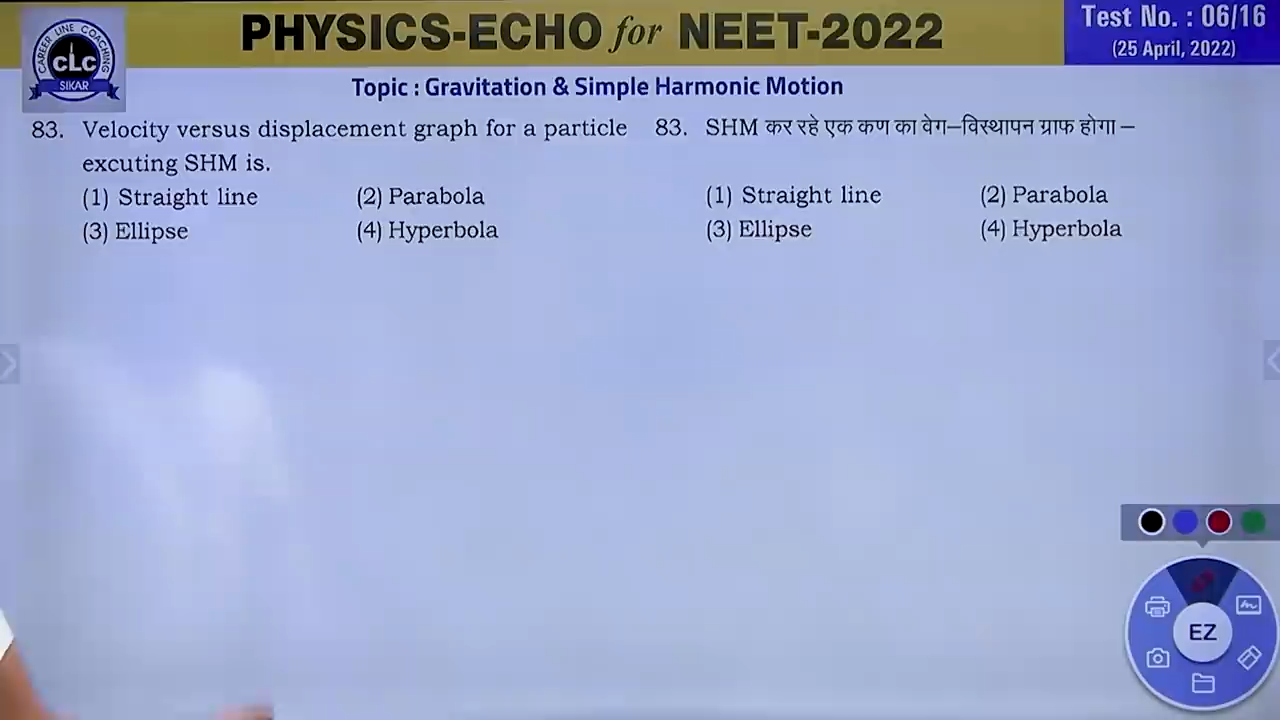 PHYSICS-ECHO for NEET-2022
Test No. : 06/16
(25 April, 2022)
CAREER LINE COACHING
CLC
SIKAR
Topic : Gravitation & Simple Harmonic Motion
83. Velocity versus displacement graph for a particle
excuting SHM is.
(1) Straight line (2) Parabola
(3) Ellipse (4) Hyperbola
83. SHM कर रहे एक कण का वेग–विस्थापन ग्राफ होगा –
(1) Straight line (2) Parabola
(3) Ellipse (4) Hyperbola
EZ